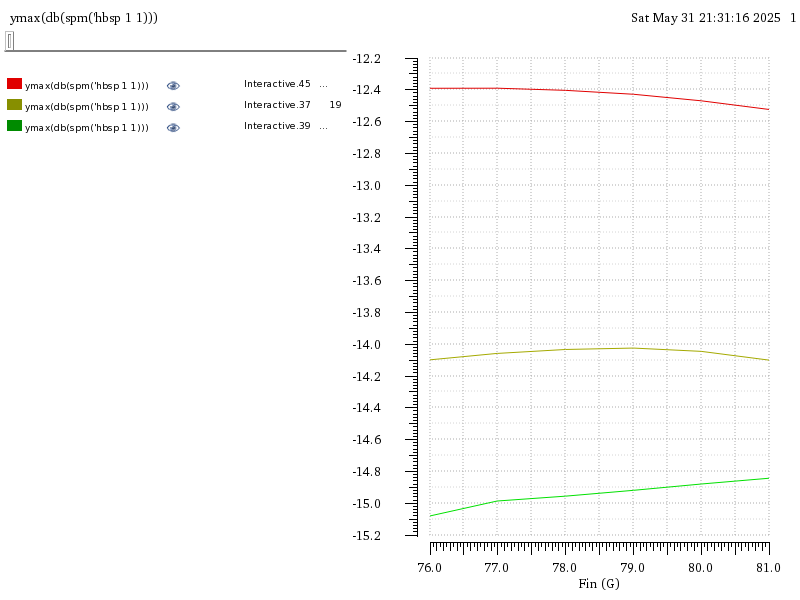 ymax(db(spm('hbsp 1 1)))
Sat May 31 21:31:16 2025 1
ymax(db(spm('hbsp 1 1))) Interactive.45 ...
ymax(db(spm('hbsp 1 1))) Interactive.37 19
ymax(db(spm('hbsp 1 1))) Interactive.39 ...
-12.2
-12.4
-12.6
-12.8
-13.0
-13.2
-13.4
-13.6
-13.8
-14.0
-14.2
-14.4
-14.6
-14.8
-15.0
-15.2
76.0 77.0 78.0 79.0 80.0 81.0
Fin (G)